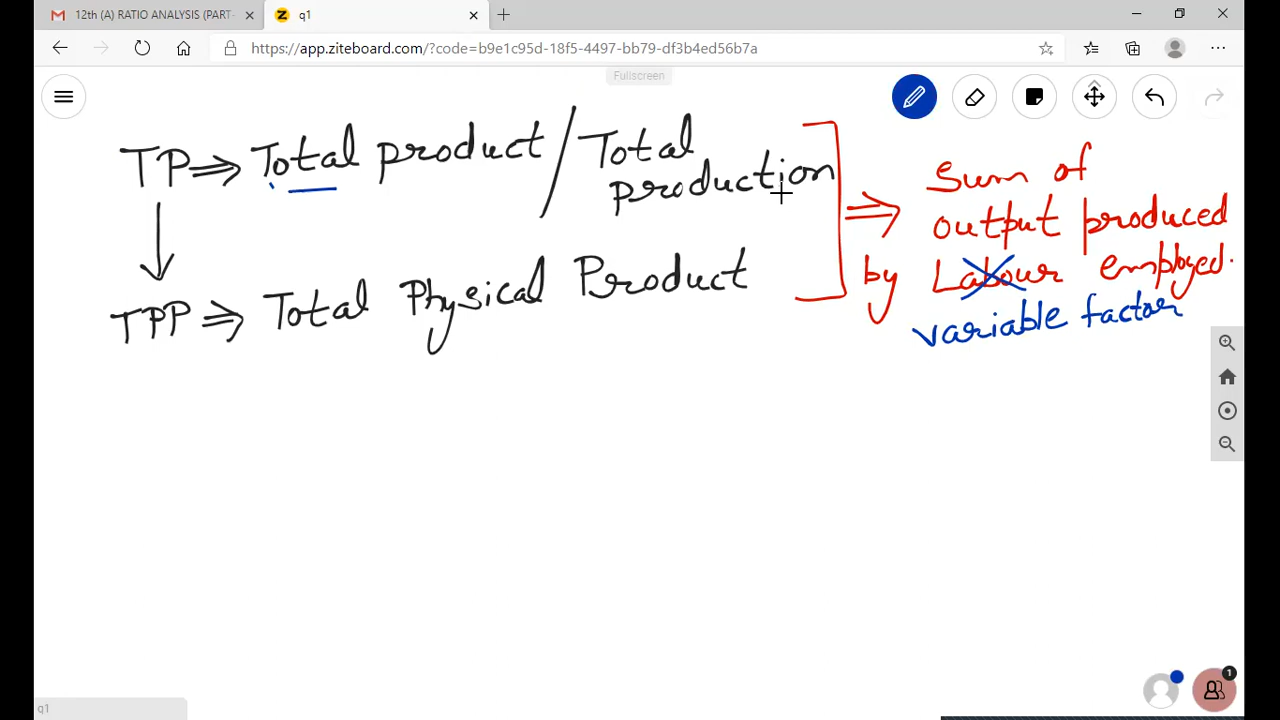 12th (A) RATIO ANALYSIS (PART-
q1
https://app.ziteboard.com/?code=b9e1c95d-18f5-4497-bb79-df3b4ed56b7a
Fullscreen
TP ⇒ Total product / Total production
↓
TPP ⇒ Total Physical Product
⇒ Sum of
output produced
by Labour employed.
variable factor
1
q1